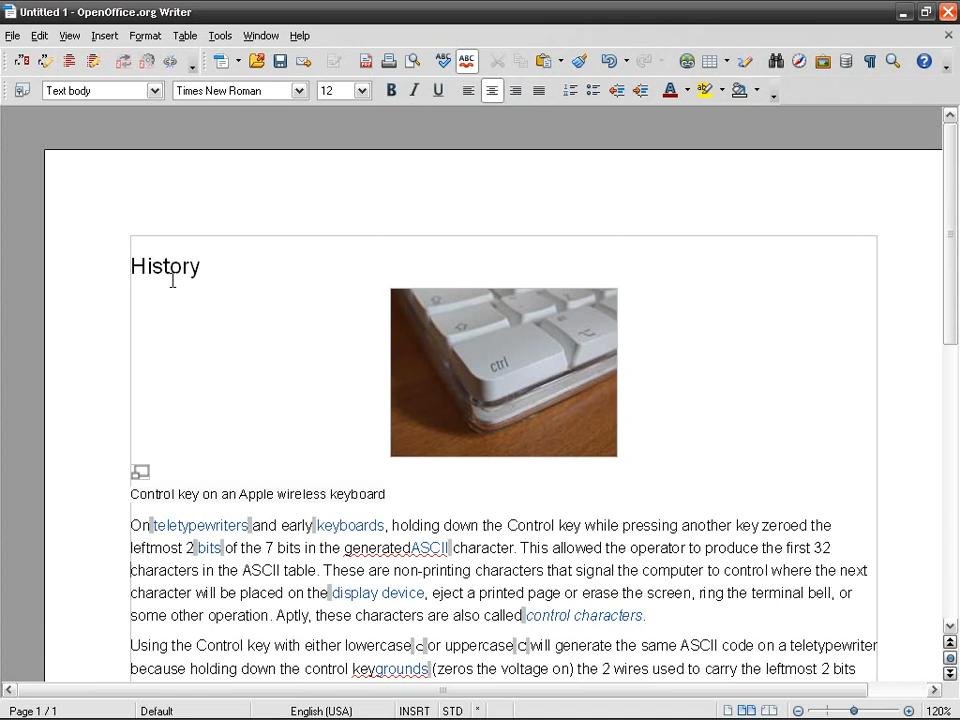 Untitled 1 - OpenOffice.org Writer
File Edit View Insert Format Table Tools Window Help
ABC ABC
Text body Times New Roman 12 B I U A
History
ctrl
Control key on an Apple wireless keyboard
On teletypewriters and early keyboards, holding down the Control key while pressing another key zeroed the
leftmost 2 bits of the 7 bits in the generatedASCII character. This allowed the operator to produce the first 32
characters in the ASCII table. These are non-printing characters that signal the computer to control where the next
character will be placed on the display device, eject a printed page or erase the screen, ring the terminal bell, or
some other operation. Aptly, these characters are also called control characters.
Using the Control key with either lowercase c or uppercase C will generate the same ASCII code on a teletypewriter
because holding down the control keygrounds (zeros the voltage on) the 2 wires used to carry the leftmost 2 bits
Page 1 / 1 Default English (USA) INSRT STD * 120%